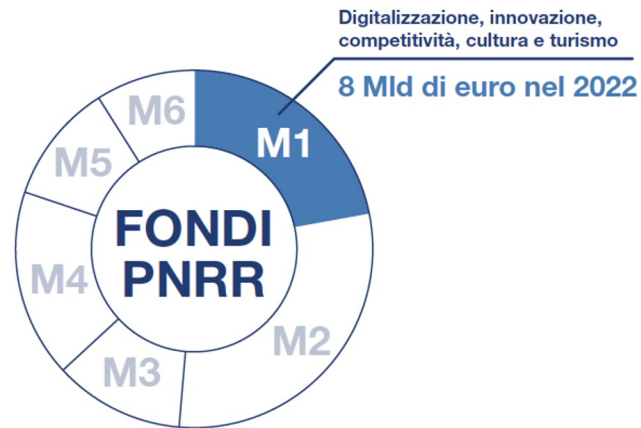 Digitalizzazione, innovazione,
competitività, cultura e turismo
8 Mld di euro nel 2022
M6
M1
M5
FONDI
PNRR
M4
M2
M3